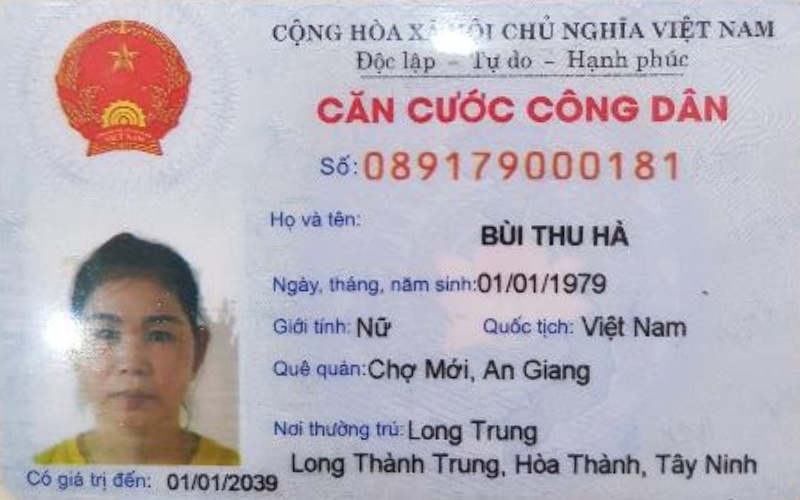 CỘNG HÒA XÃ HỘI CHỦ NGHĨA VIỆT NAM
Độc lập - Tự do - Hạnh phúc
CĂN CƯỚC CÔNG DÂN
Số: 089179000181
Họ và tên:
BÙI THU HÀ
Ngày, tháng, năm sinh: 01/01/1979
Giới tính: Nữ Quốc tịch: Việt Nam
Quê quán: Chợ Mới, An Giang
Nơi thường trú: Long Trung
Long Thành Trung, Hòa Thành, Tây Ninh
Có giá trị đến: 01/01/2039
VIỆT NAM